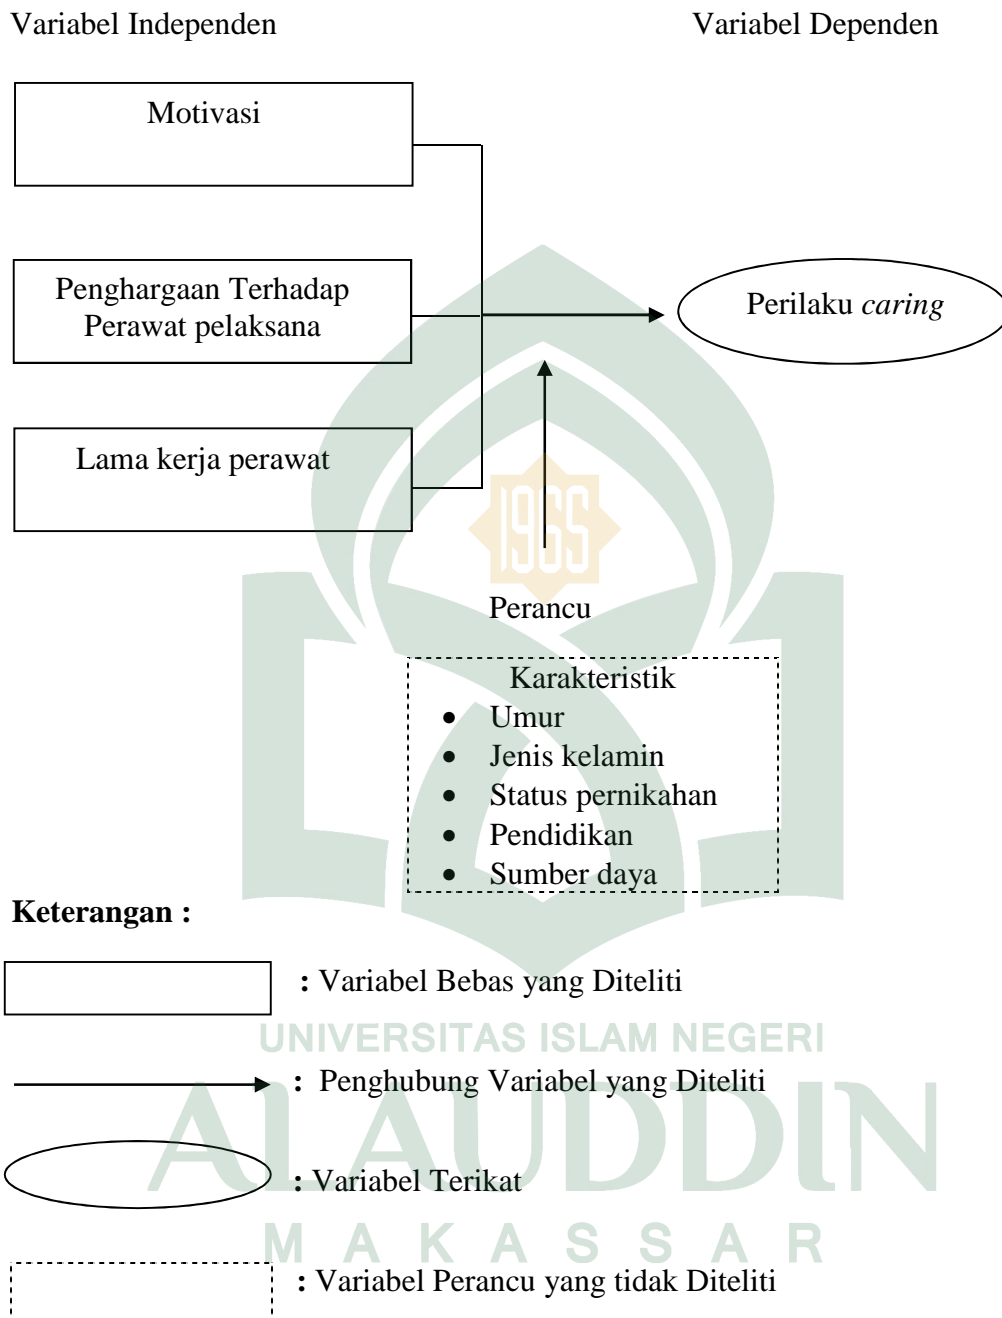 Variabel Independen Variabel Dependen
Motivasi
Penghargaan Terhadap
Perawat pelaksana
Perilaku caring
Lama kerja perawat
1965
Perancu
Karakteristik
• Umur
• Jenis kelamin
• Status pernikahan
• Pendidikan
• Sumber daya
Keterangan :
: Variabel Bebas yang Diteliti
UNIVERSITAS ISLAM NEGERI
: Penghubung Variabel yang Diteliti
ALAUDDIN
: Variabel Terikat
MAKASSAR
: Variabel Perancu yang tidak Diteliti